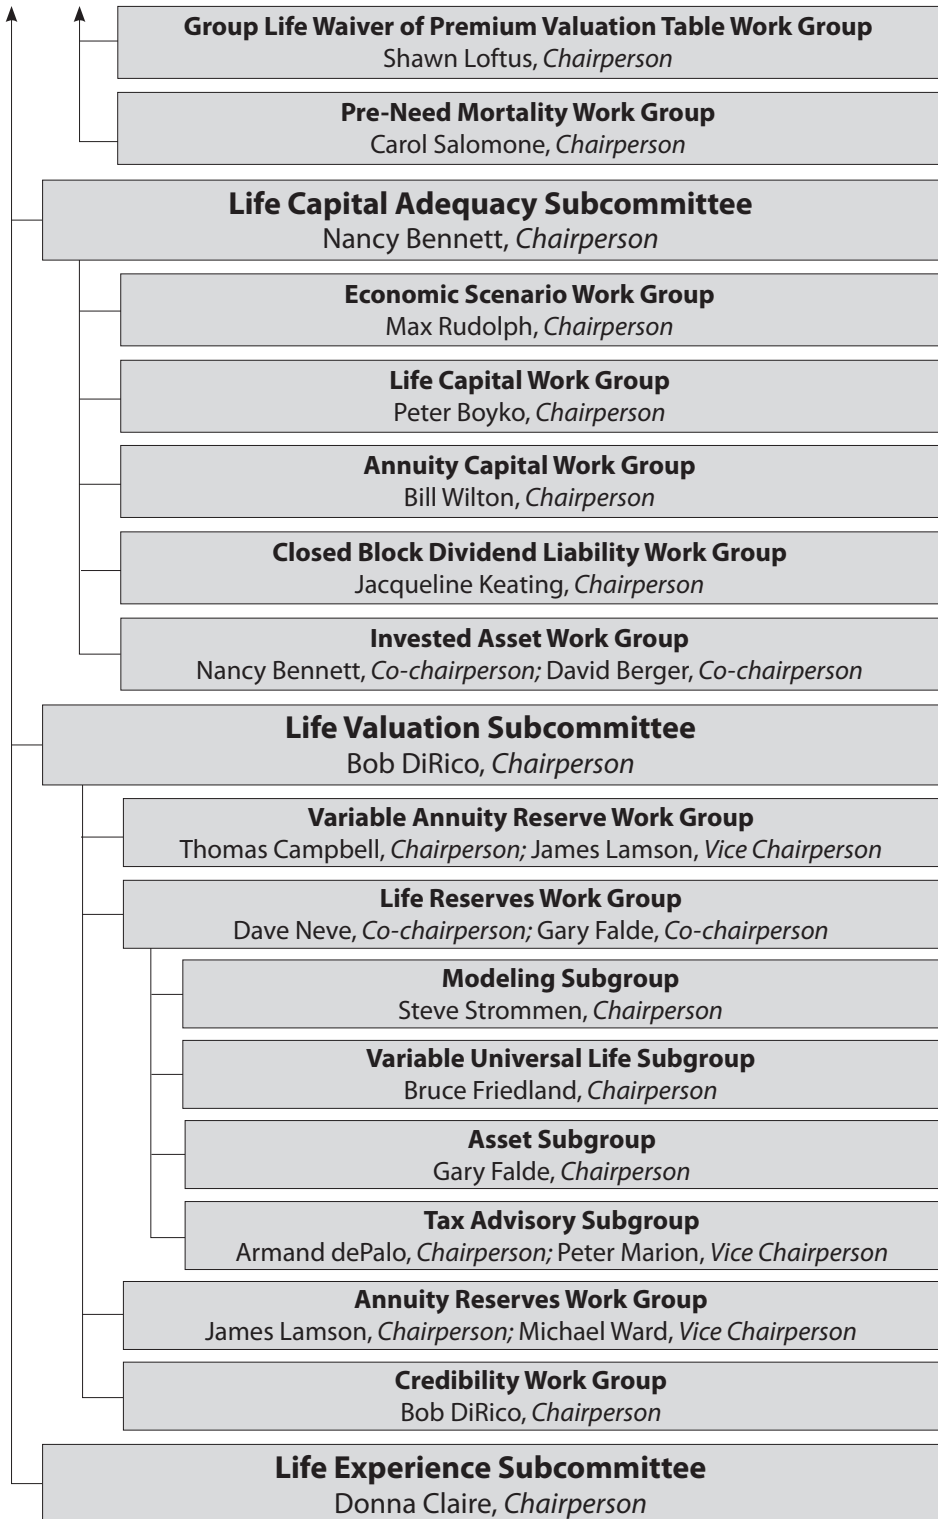 Group Life Waiver of Premium Valuation Table Work Group
Shawn Loftus, Chairperson
Pre-Need Mortality Work Group
Carol Salomone, Chairperson
Life Capital Adequacy Subcommittee
Nancy Bennett, Chairperson
Economic Scenario Work Group
Max Rudolph, Chairperson
Life Capital Work Group
Peter Boyko, Chairperson
Annuity Capital Work Group
Bill Wilton, Chairperson
Closed Block Dividend Liability Work Group
Jacqueline Keating, Chairperson
Invested Asset Work Group
Nancy Bennett, Co-chairperson; David Berger, Co-chairperson
Life Valuation Subcommittee
Bob DiRico, Chairperson
Variable Annuity Reserve Work Group
Thomas Campbell, Chairperson; James Lamson, Vice Chairperson
Life Reserves Work Group
Dave Neve, Co-chairperson; Gary Falde, Co-chairperson
Modeling Subgroup
Steve Strommen, Chairperson
Variable Universal Life Subgroup
Bruce Friedland, Chairperson
Asset Subgroup
Gary Falde, Chairperson
Tax Advisory Subgroup
Armand dePalo, Chairperson; Peter Marion, Vice Chairperson
Annuity Reserves Work Group
James Lamson, Chairperson; Michael Ward, Vice Chairperson
Credibility Work Group
Bob DiRico, Chairperson
Life Experience Subcommittee
Donna Claire, Chairperson